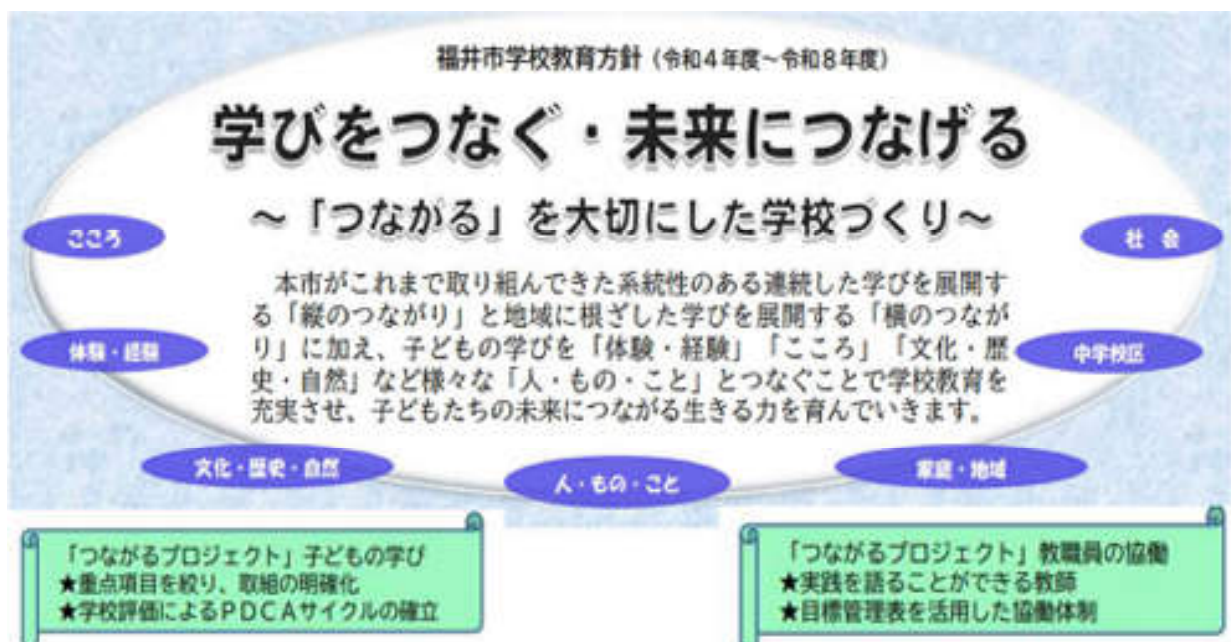 福井市学校教育方針（令和４年度～令和８年度）
学びをつなぐ・未来につなげる
～「つながる」を大切にした学校づくり～
こころ
社 会
本市がこれまで取り組んできた系統性のある連続した学びを展開す
る「縦のつながり」と地域に根ざした学びを展開する「横のつなが
り」に加え、子どもの学びを「体験・経験」「こころ」「文化・歴
史・自然」など様々な「人・もの・こと」とつなぐことで学校教育を
充実させ、子どもたちの未来につながる生きる力を育んでいきます。
体験・経験
中学校区
文化・歴史・自然
人・もの・こと
家庭・地域
「つながるプロジェクト」子どもの学び
★重点項目を絞り、取組の明確化
★学校評価によるＰＤＣＡサイクルの確立
「つながるプロジェクト」教職員の協働
★実践を語ることができる教師
★目標管理表を活用した協働体制